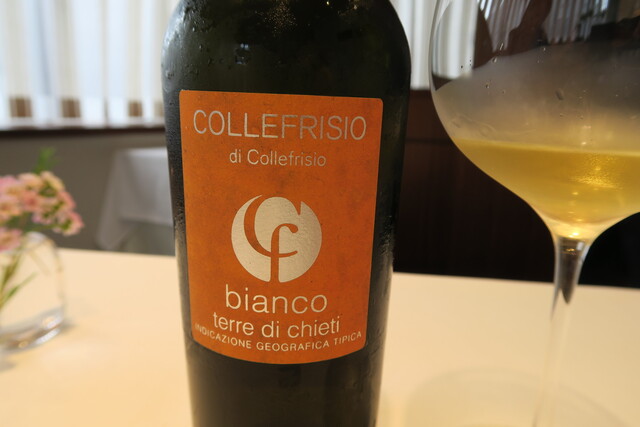 COLLEFRISIO
di Collefrisio
cf
bianco
terre di chieti
INDICAZIONE GEOGRAFICA TIPICA